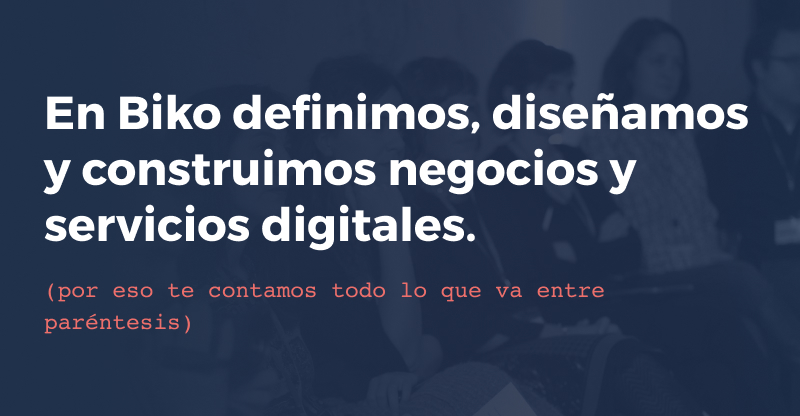 En Biko definimos, diseñamos
y construimos negocios y
servicios digitales.
(por eso te contamos todo lo que va entre
paréntesis)